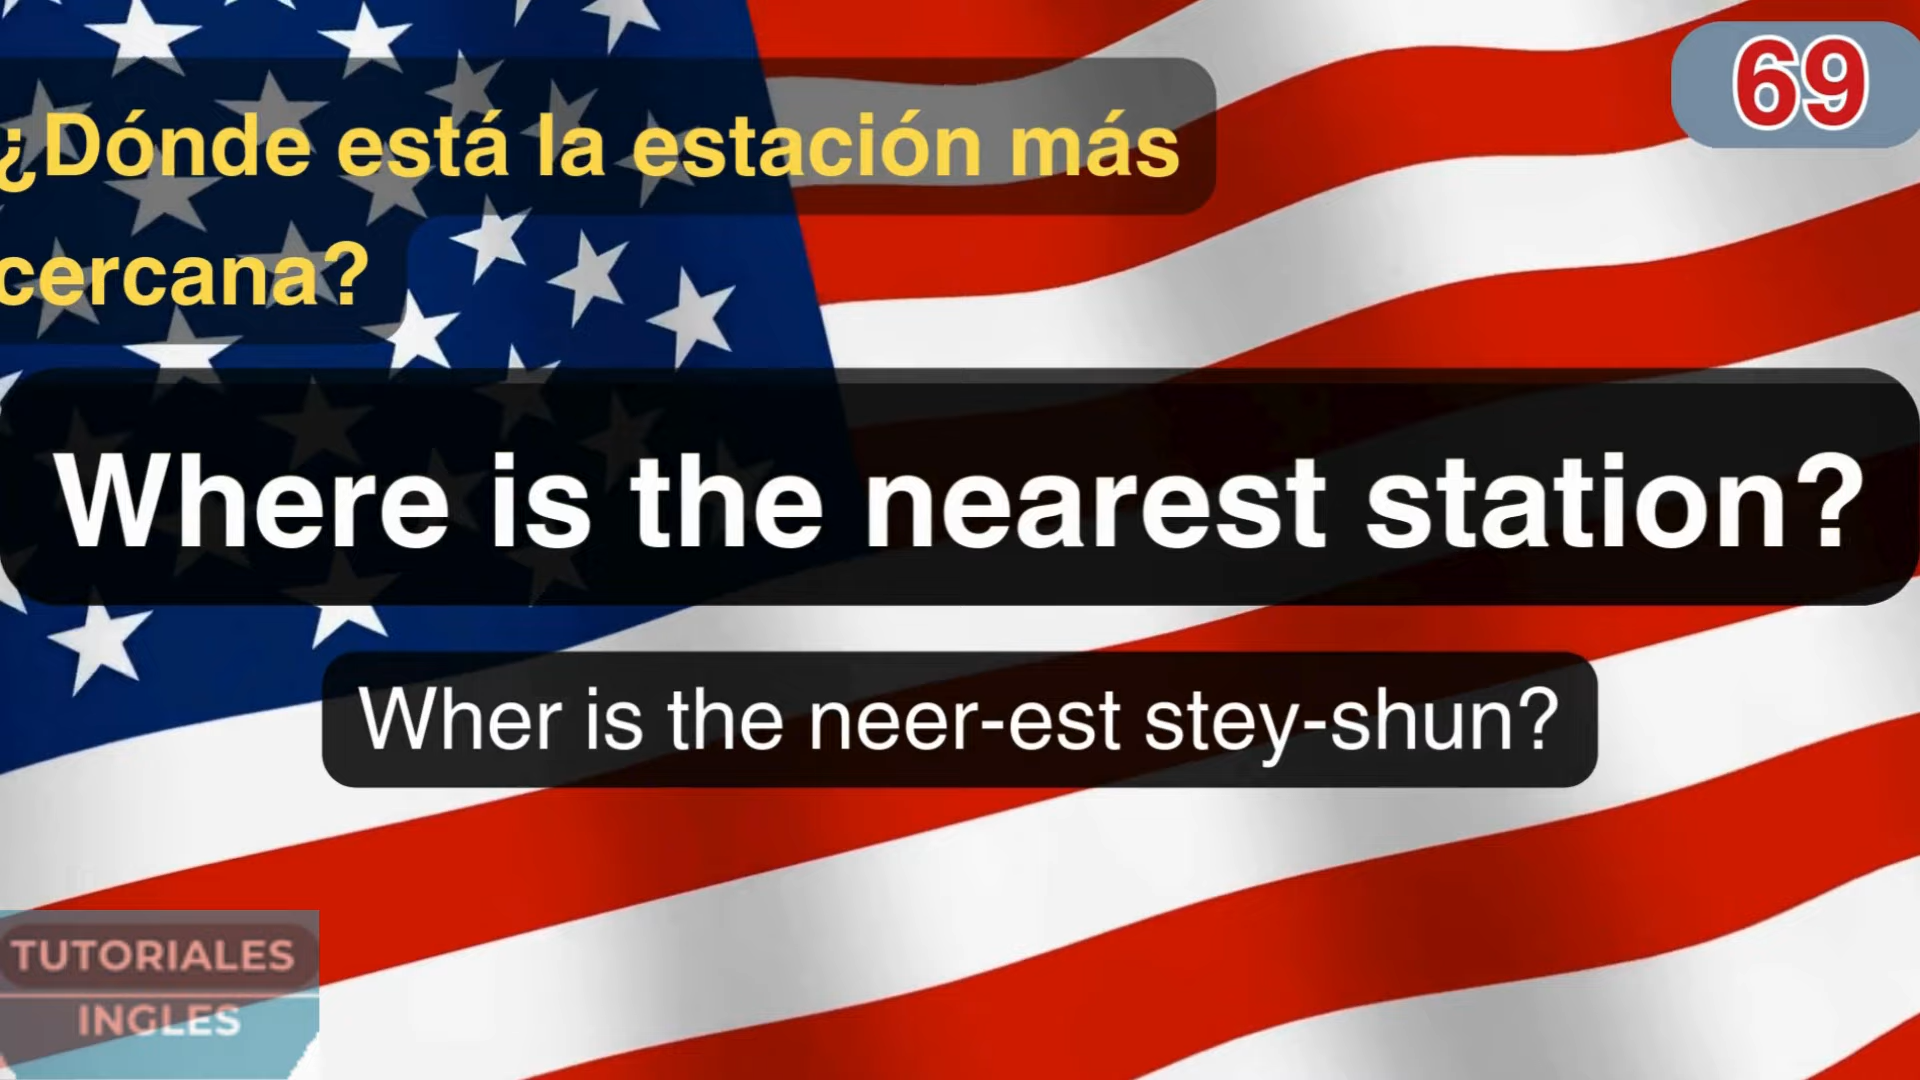 69
¿Dónde está la estación más
cercana?
Where is the nearest station?
Wher is the neer-est stey-shun?
TUTORIALES
INGLES